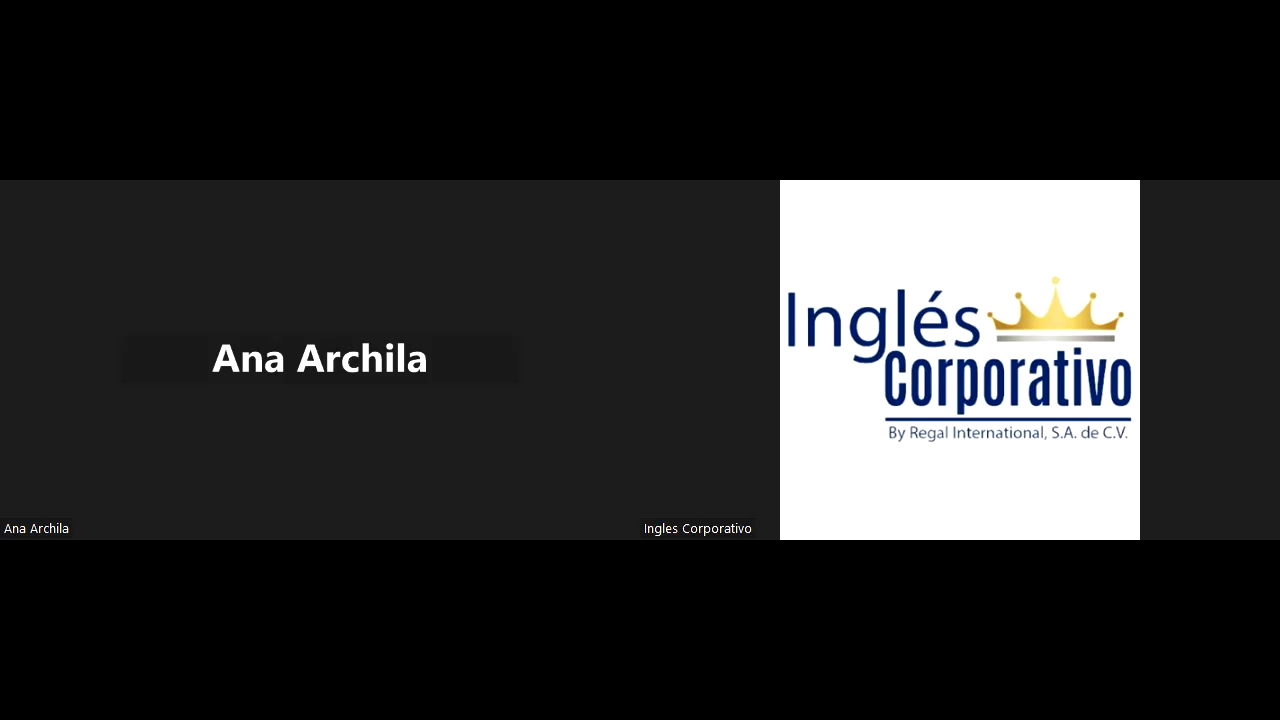 Ana Archila
Ana Archila
Ingles Corporativo
Inglés
Corporativo
By Regal International, S.A. de C.V.